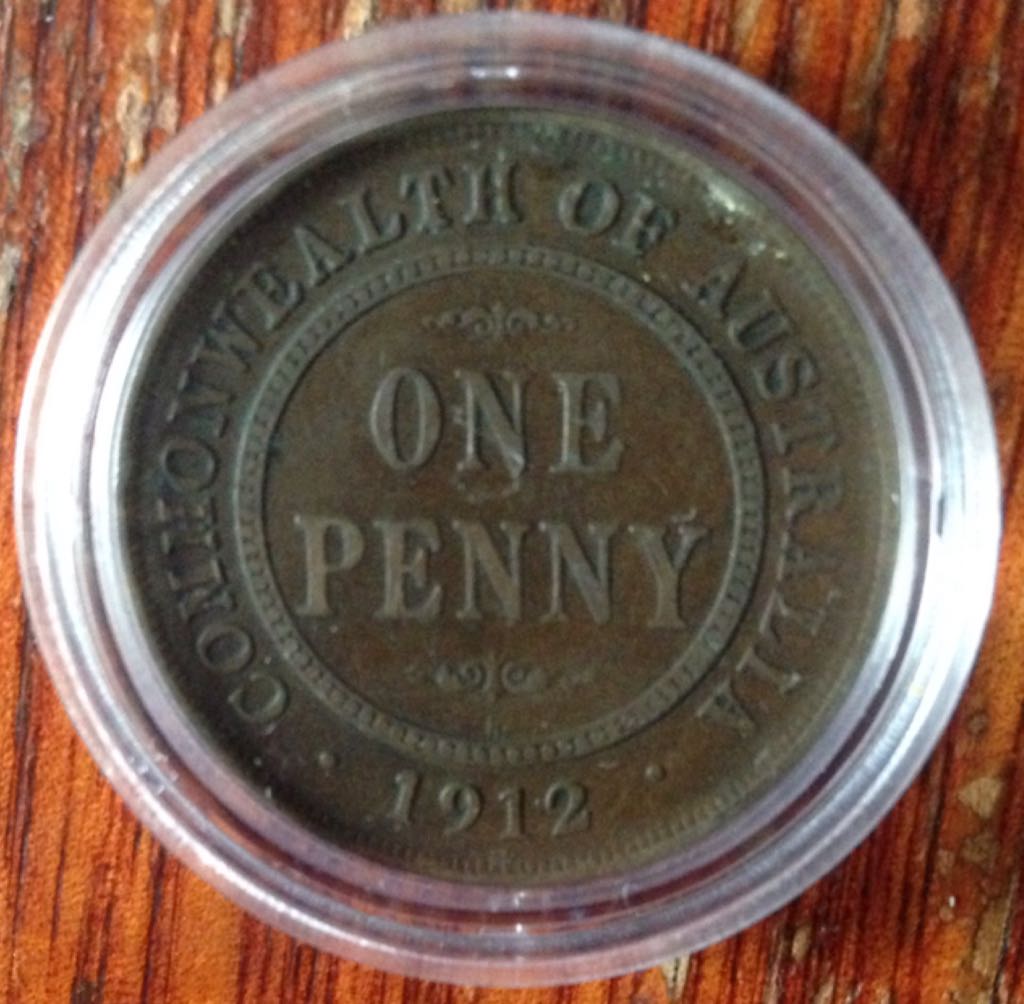 COMMONWEALTH OF AUSTRALIA
ONE
PENNY
1912